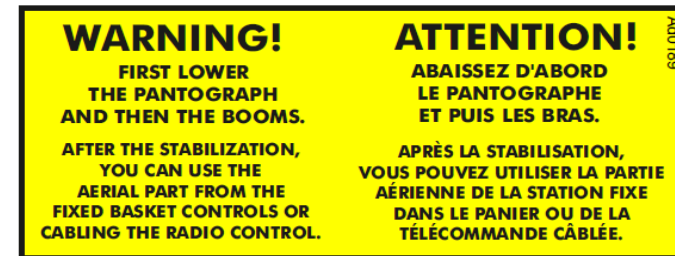 WARNING!
FIRST LOWER
THE PANTOGRAPH
AND THEN THE BOOMS.
AFTER THE STABILIZATION,
YOU CAN USE THE
AERIAL PART FROM THE
FIXED BASKET CONTROLS OR
CABLING THE RADIO CONTROL.
ATTENTION!
ABAISSEZ D'ABORD
LE PANTOGRAPHE
ET PUIS LES BRAS.
APRÈS LA STABILISATION,
VOUS POUVEZ UTILISER LA PARTIE
AÉRIENNE DE LA STATION FIXE
DANS LE PANIER OU DE LA
TÉLÉCOMMANDE CÂBLÉE.